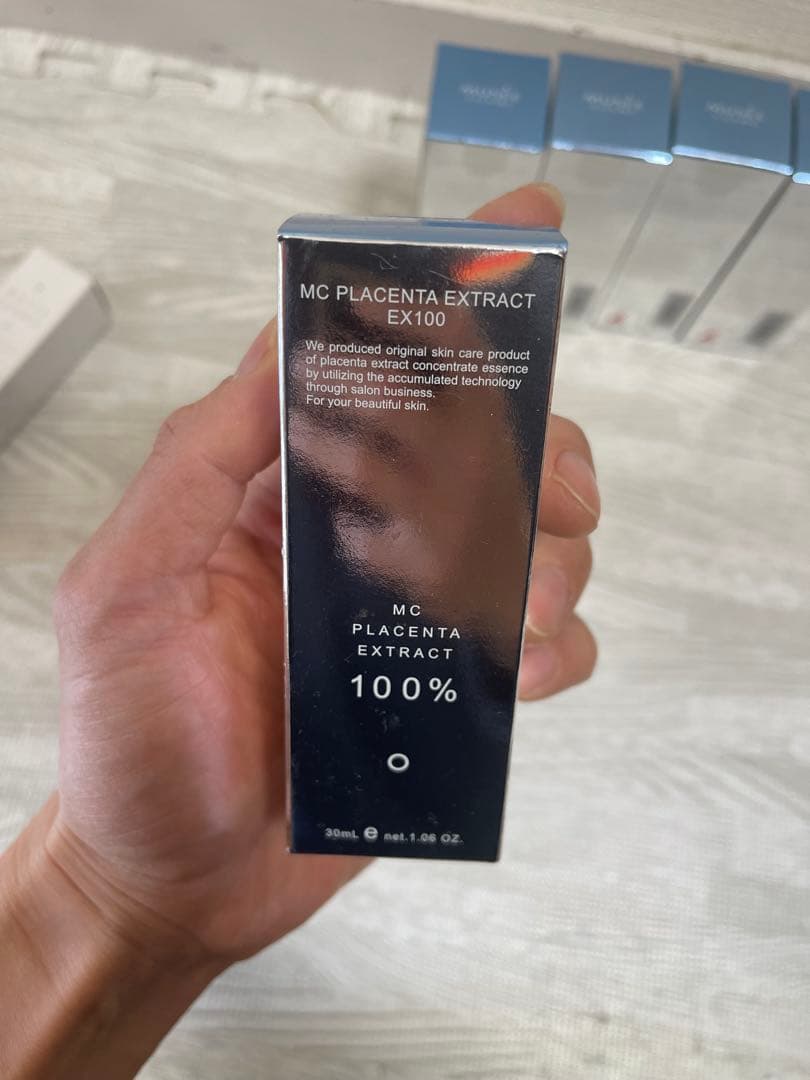 MC PLACENTA EXTRACT
EX100
We produced original skin care product
of placenta extract concentrate essence
by utilizing the accumulated technology
through salon business.
For your beautiful skin.
MC
PLACENTA
EXTRACT
100%
30mL e net.1.06 OZ.